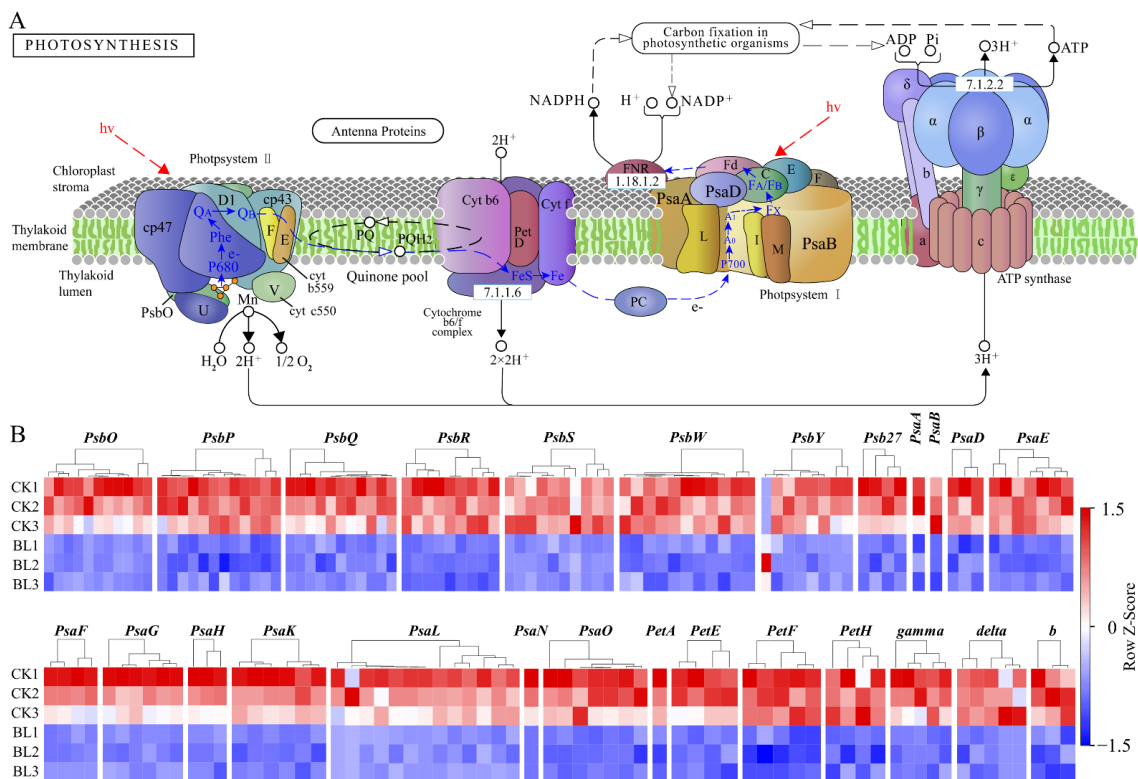 A
PHOTOSYNTHESIS
Carbon fixation in
photosynthetic organisms
ADP Pi
3H+
ATP
7.1.2.2
NADPH
H+
NADP+
hv
hv
Antenna Proteins
2H+
Photpsystem II
Chloroplast
stroma
Thylakoid
membrane
Thylakoid
lumen
cp47
D1
cp43
QA
QB
Phe
e-
P680
F
E
cyt
b559
V
cyt c550
PsbO
U
Mn
H2O
2H+
1/2 O2
PQ
PQH2
Quinone pool
Cyt b6
Pet
D
Cyt f
FeS
Fe
7.1.1.6
Cytochrome
b6/f
complex
2×2H+
PC
e-
FNR
1.18.1.2
Fd
PsaD
C
E
F
FA/FB
FX
PsaA
A1
A0
P700
L
I
M
PsaB
Photpsystem I
δ
α
β
α
b
γ
ε
a
c
ATP synthase
3H+
B
PsbO PsbP PsbQ PsbR PsbS PsbW PsbY Psb27 PsaA PsaB PsaD PsaE
CK1
CK2
CK3
BL1
BL2
BL3
PsaF PsaG PsaH PsaK PsaL PsaN PsaO PetA PetE PetF PetH gamma delta b
CK1
CK2
CK3
BL1
BL2
BL3
1.5
0
−1.5
Row Z-Score